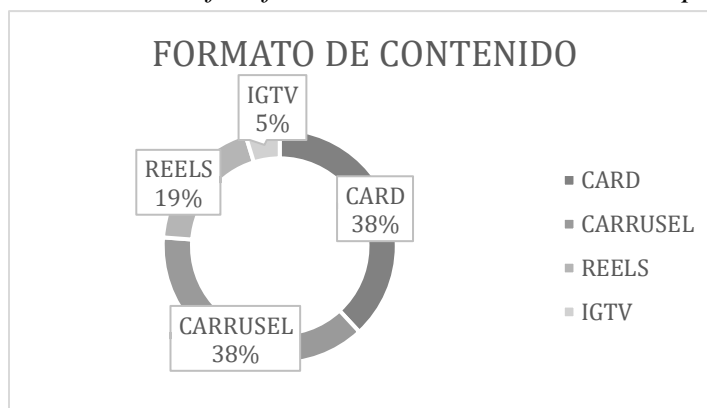 FORMATO DE CONTENIDO
IGTV
5%
REELS
19%
CARD
38%
CARRUSEL
38%
CARD
CARRUSEL
REELS
IGTV